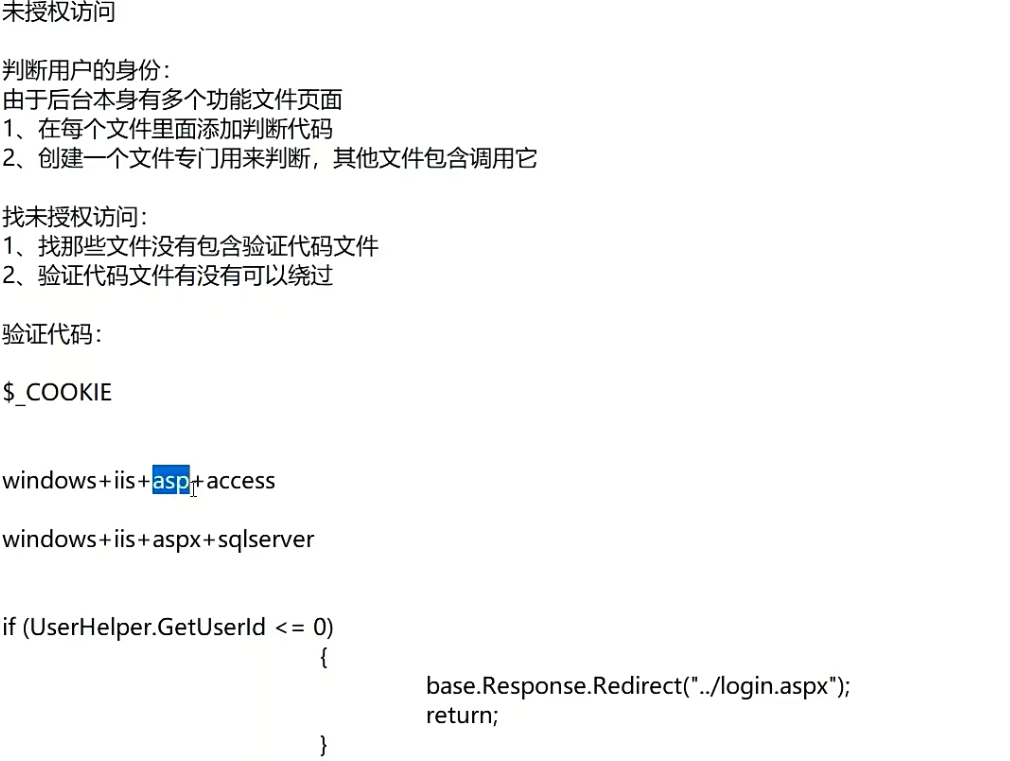 未授权访问
判断用户的身份：
由于后台本身有多个功能文件页面
1、在每个文件里面添加判断代码
2、创建一个文件专门用来判断，其他文件包含调用它
找未授权访问：
1、找那些文件没有包含验证代码文件
2、验证代码文件有没有可以绕过
验证代码：
$_COOKIE
windows+iis+asp+access
windows+iis+aspx+sqlserver
if (UserHelper.GetUserId <= 0)
{
base.Response.Redirect("../login.aspx");
return;
}